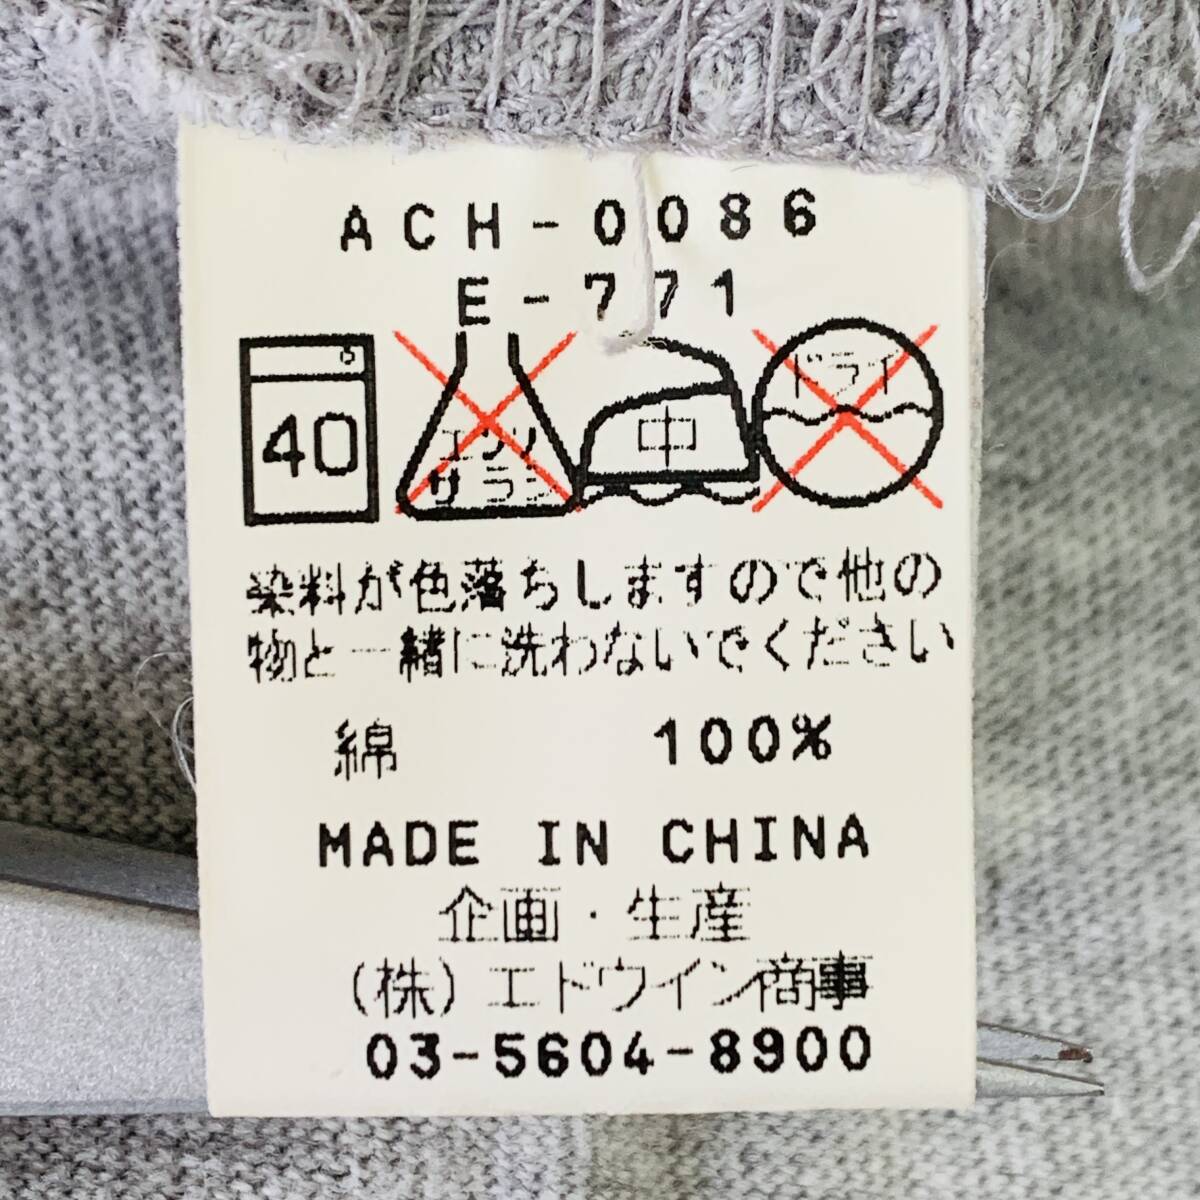 ACH-0086
E-771
40
エンソ
サラシ
中
ドライ
染料が色落ちしますので他の
物と一緒に洗わないでください
綿 100%
MADE IN CHINA
企画・生産
(株)エドウイン商事
03-5604-8900